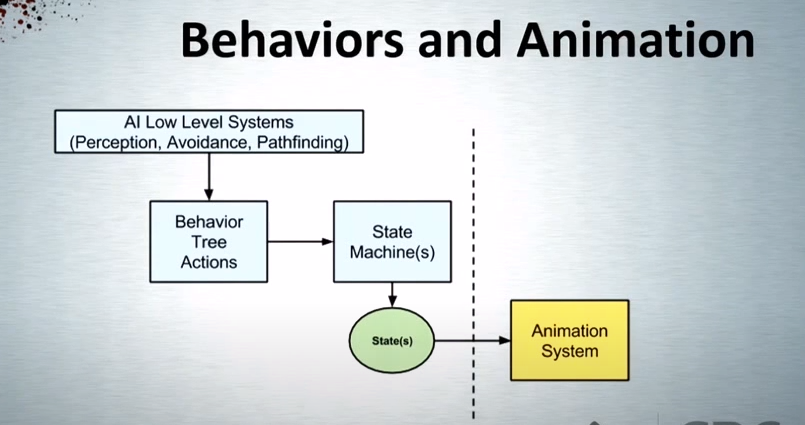 Behaviors and Animation
AI Low Level Systems
(Perception, Avoidance, Pathfinding)
Behavior
Tree
Actions
State
Machine(s)
State(s)
Animation
System